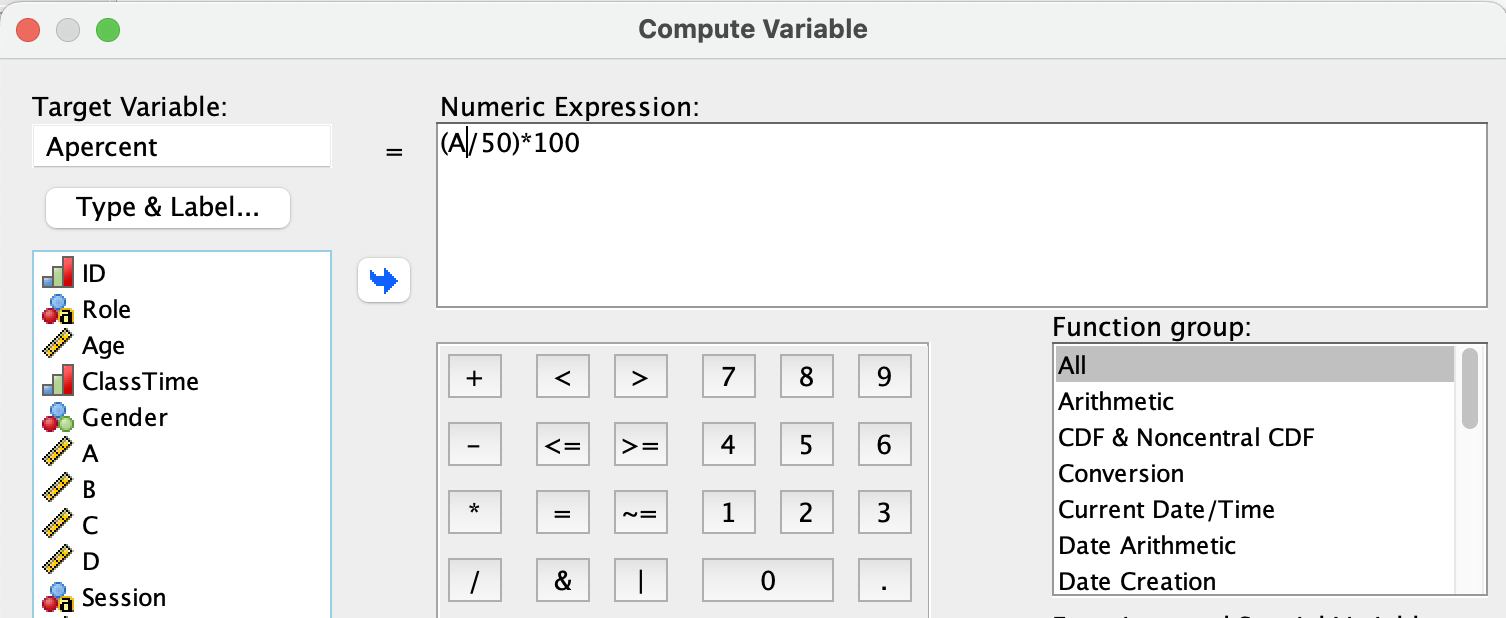 Compute Variable
Target Variable:
Apercent
=
Numeric Expression:
(A/50)*100
Type & Label...
ID
Role
Age
ClassTime
Gender
A
B
C
D
Session
+ < > 7 8 9
- <= >= 4 5 6
* = ~= 1 2 3
/ & | 0 .
Function group:
All
Arithmetic
CDF & Noncentral CDF
Conversion
Current Date/Time
Date Arithmetic
Date Creation